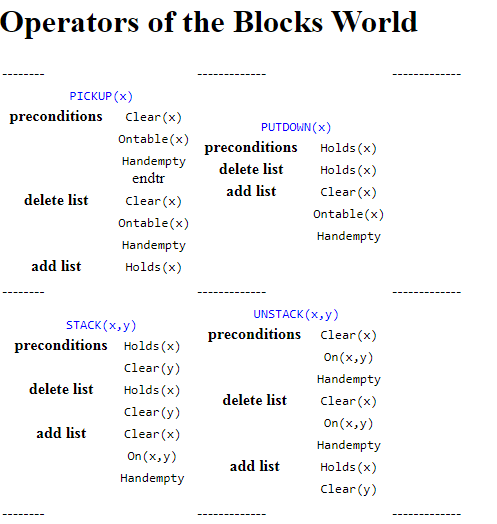 Operators of the Blocks World
-------- ------------- -------------
PICKUP(x)
preconditions Clear(x)
Ontable(x)
Handempty
endtr
delete list Clear(x)
Ontable(x)
Handempty
add list Holds(x)
PUTDOWN(x)
preconditions Holds(x)
delete list Holds(x)
add list Clear(x)
Ontable(x)
Handempty
-------- ------------- -------------
STACK(x,y)
preconditions Holds(x)
Clear(y)
delete list Holds(x)
Clear(y)
add list Clear(x)
On(x,y)
Handempty
UNSTACK(x,y)
preconditions Clear(x)
On(x,y)
Handempty
delete list Clear(x)
On(x,y)
Handempty
add list Holds(x)
Clear(y)
-------- ------------- -------------